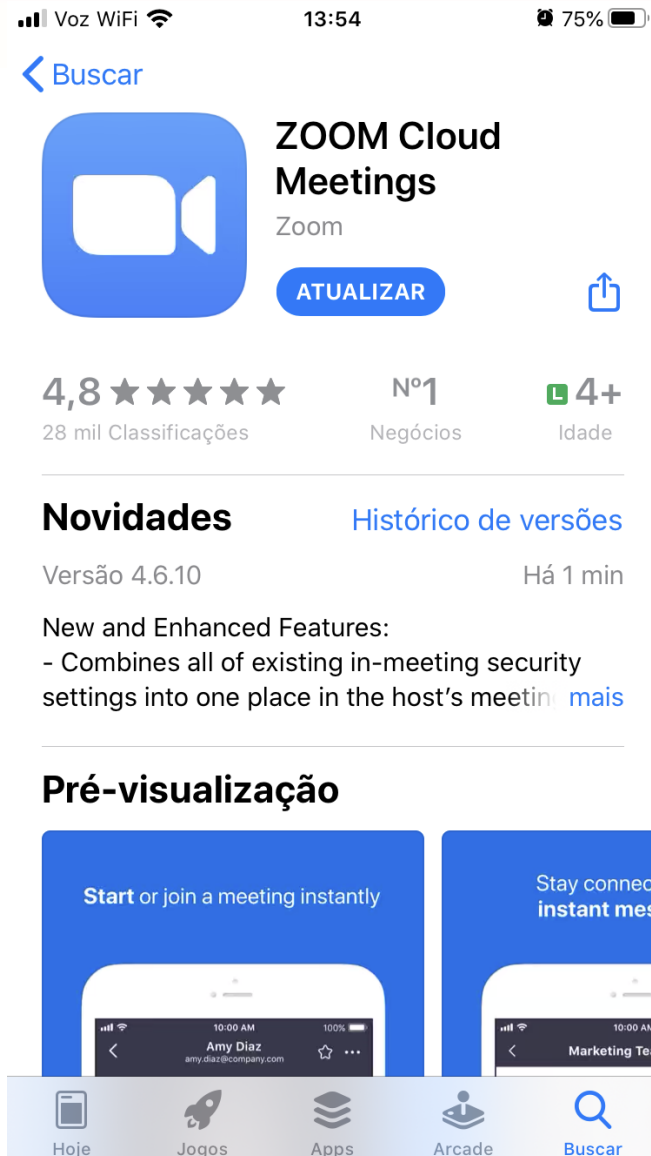 Voz WiFi 13:54 75%
Buscar
ZOOM Cloud
Meetings
Zoom
ATUALIZAR
4,8 Nº1 L 4+
28 mil Classificações Negócios Idade
Novidades Histórico de versões
Versão 4.6.10 Há 1 min
New and Enhanced Features:
- Combines all of existing in-meeting security
settings into one place in the host’s meetin mais
Pré-visualização
Start or join a meeting instantly
Stay connec
instant mes
10:00 AM 100% 10:00 AM
Amy Diaz Marketing Tea
amy.diaz@company.com
Hoje Jogos Apps Arcade Buscar